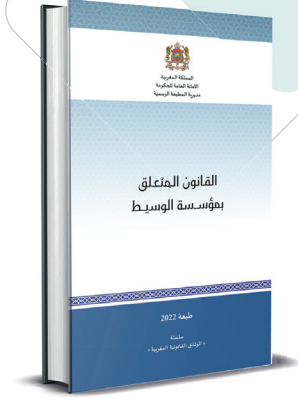 المملكة المغربية
الأمانة العامة للحكومة
مديرية المطبعة الرسمية
القانون المتعلق
بمؤسسة الوسيط
طبعة 2022
سلسلة
« الوثائق القانونية المغربية »